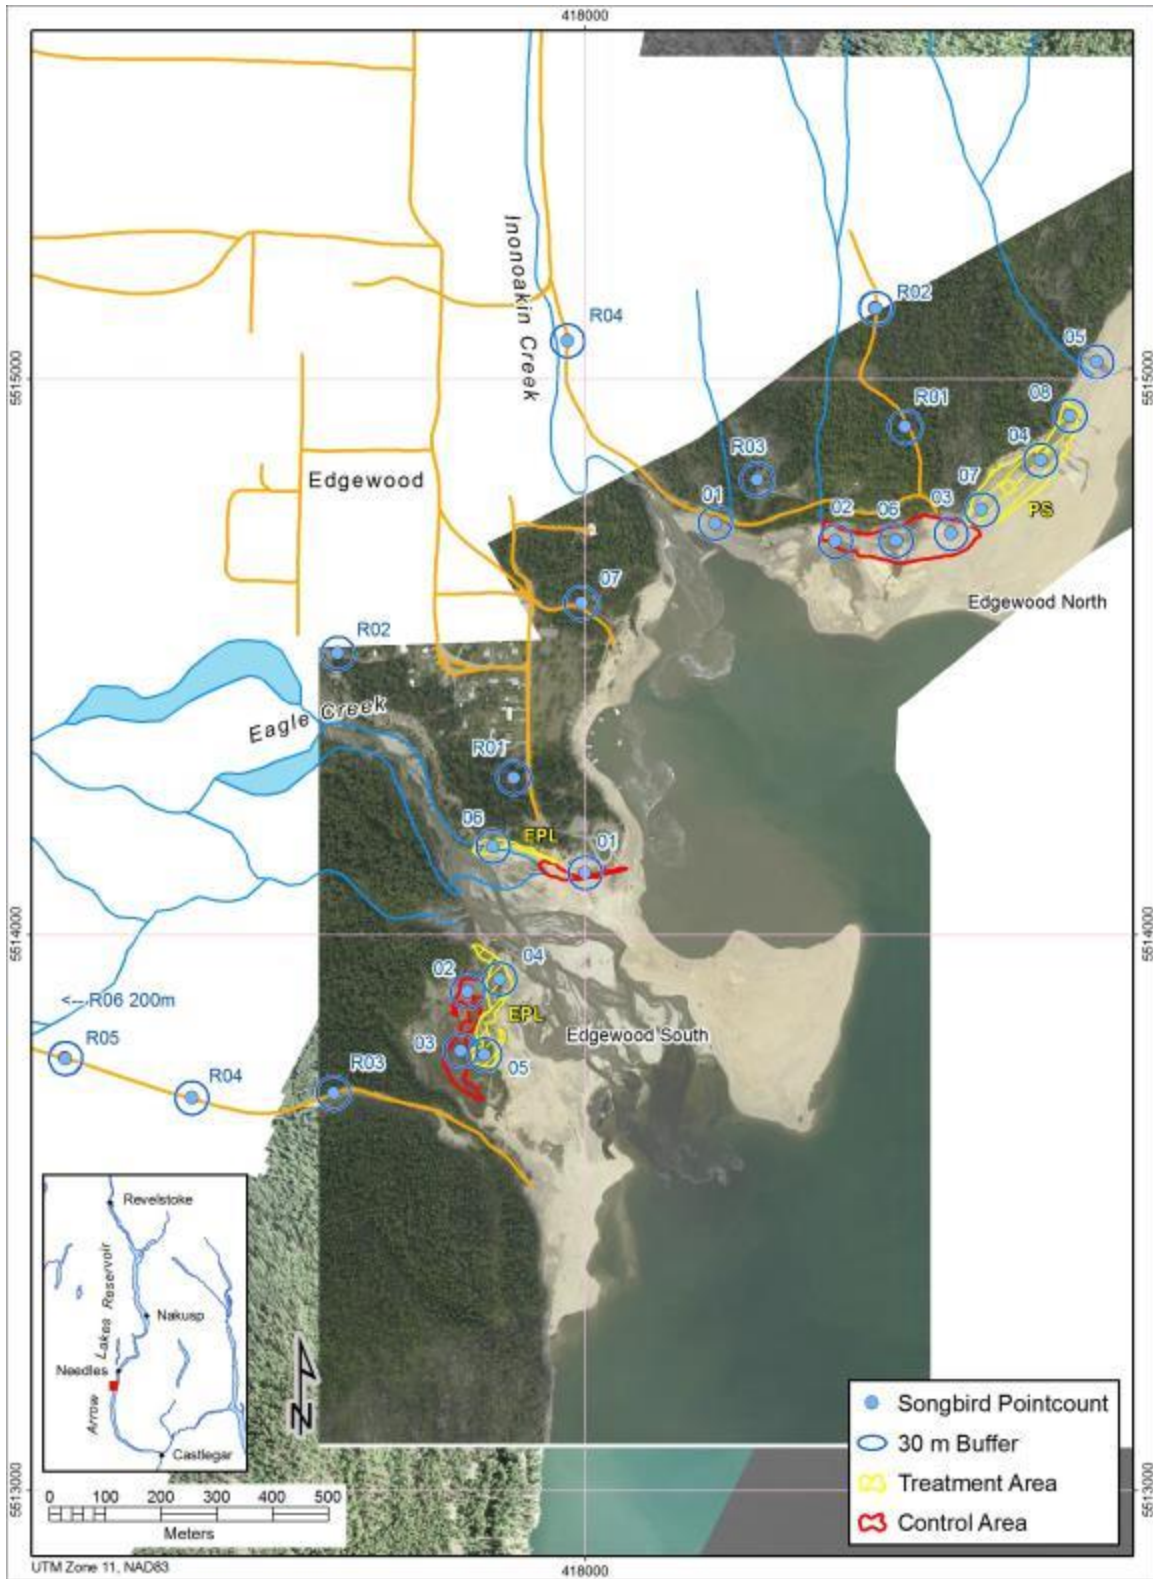 418000
Inonoakin Creek
R04
R02
05
5515000
5515000
08
R01
04
R03
07
Edgewood
01
02
06
03
PS
Edgewood North
07
R02
Eagle Creek
R01
06
EPL
01
5514000
5514000
02
04
<--R06 200m
EPL
Edgewood South
R05
03
05
R04
R03
Revelstoke
Arrow Lakes Reservoir
Nakusp
Needles
Castlegar
N
0 100 200 300 400 500
Meters
Songbird Pointcount
30 m Buffer
Treatment Area
Control Area
5513000
5513000
UTM Zone 11, NAD83
418000